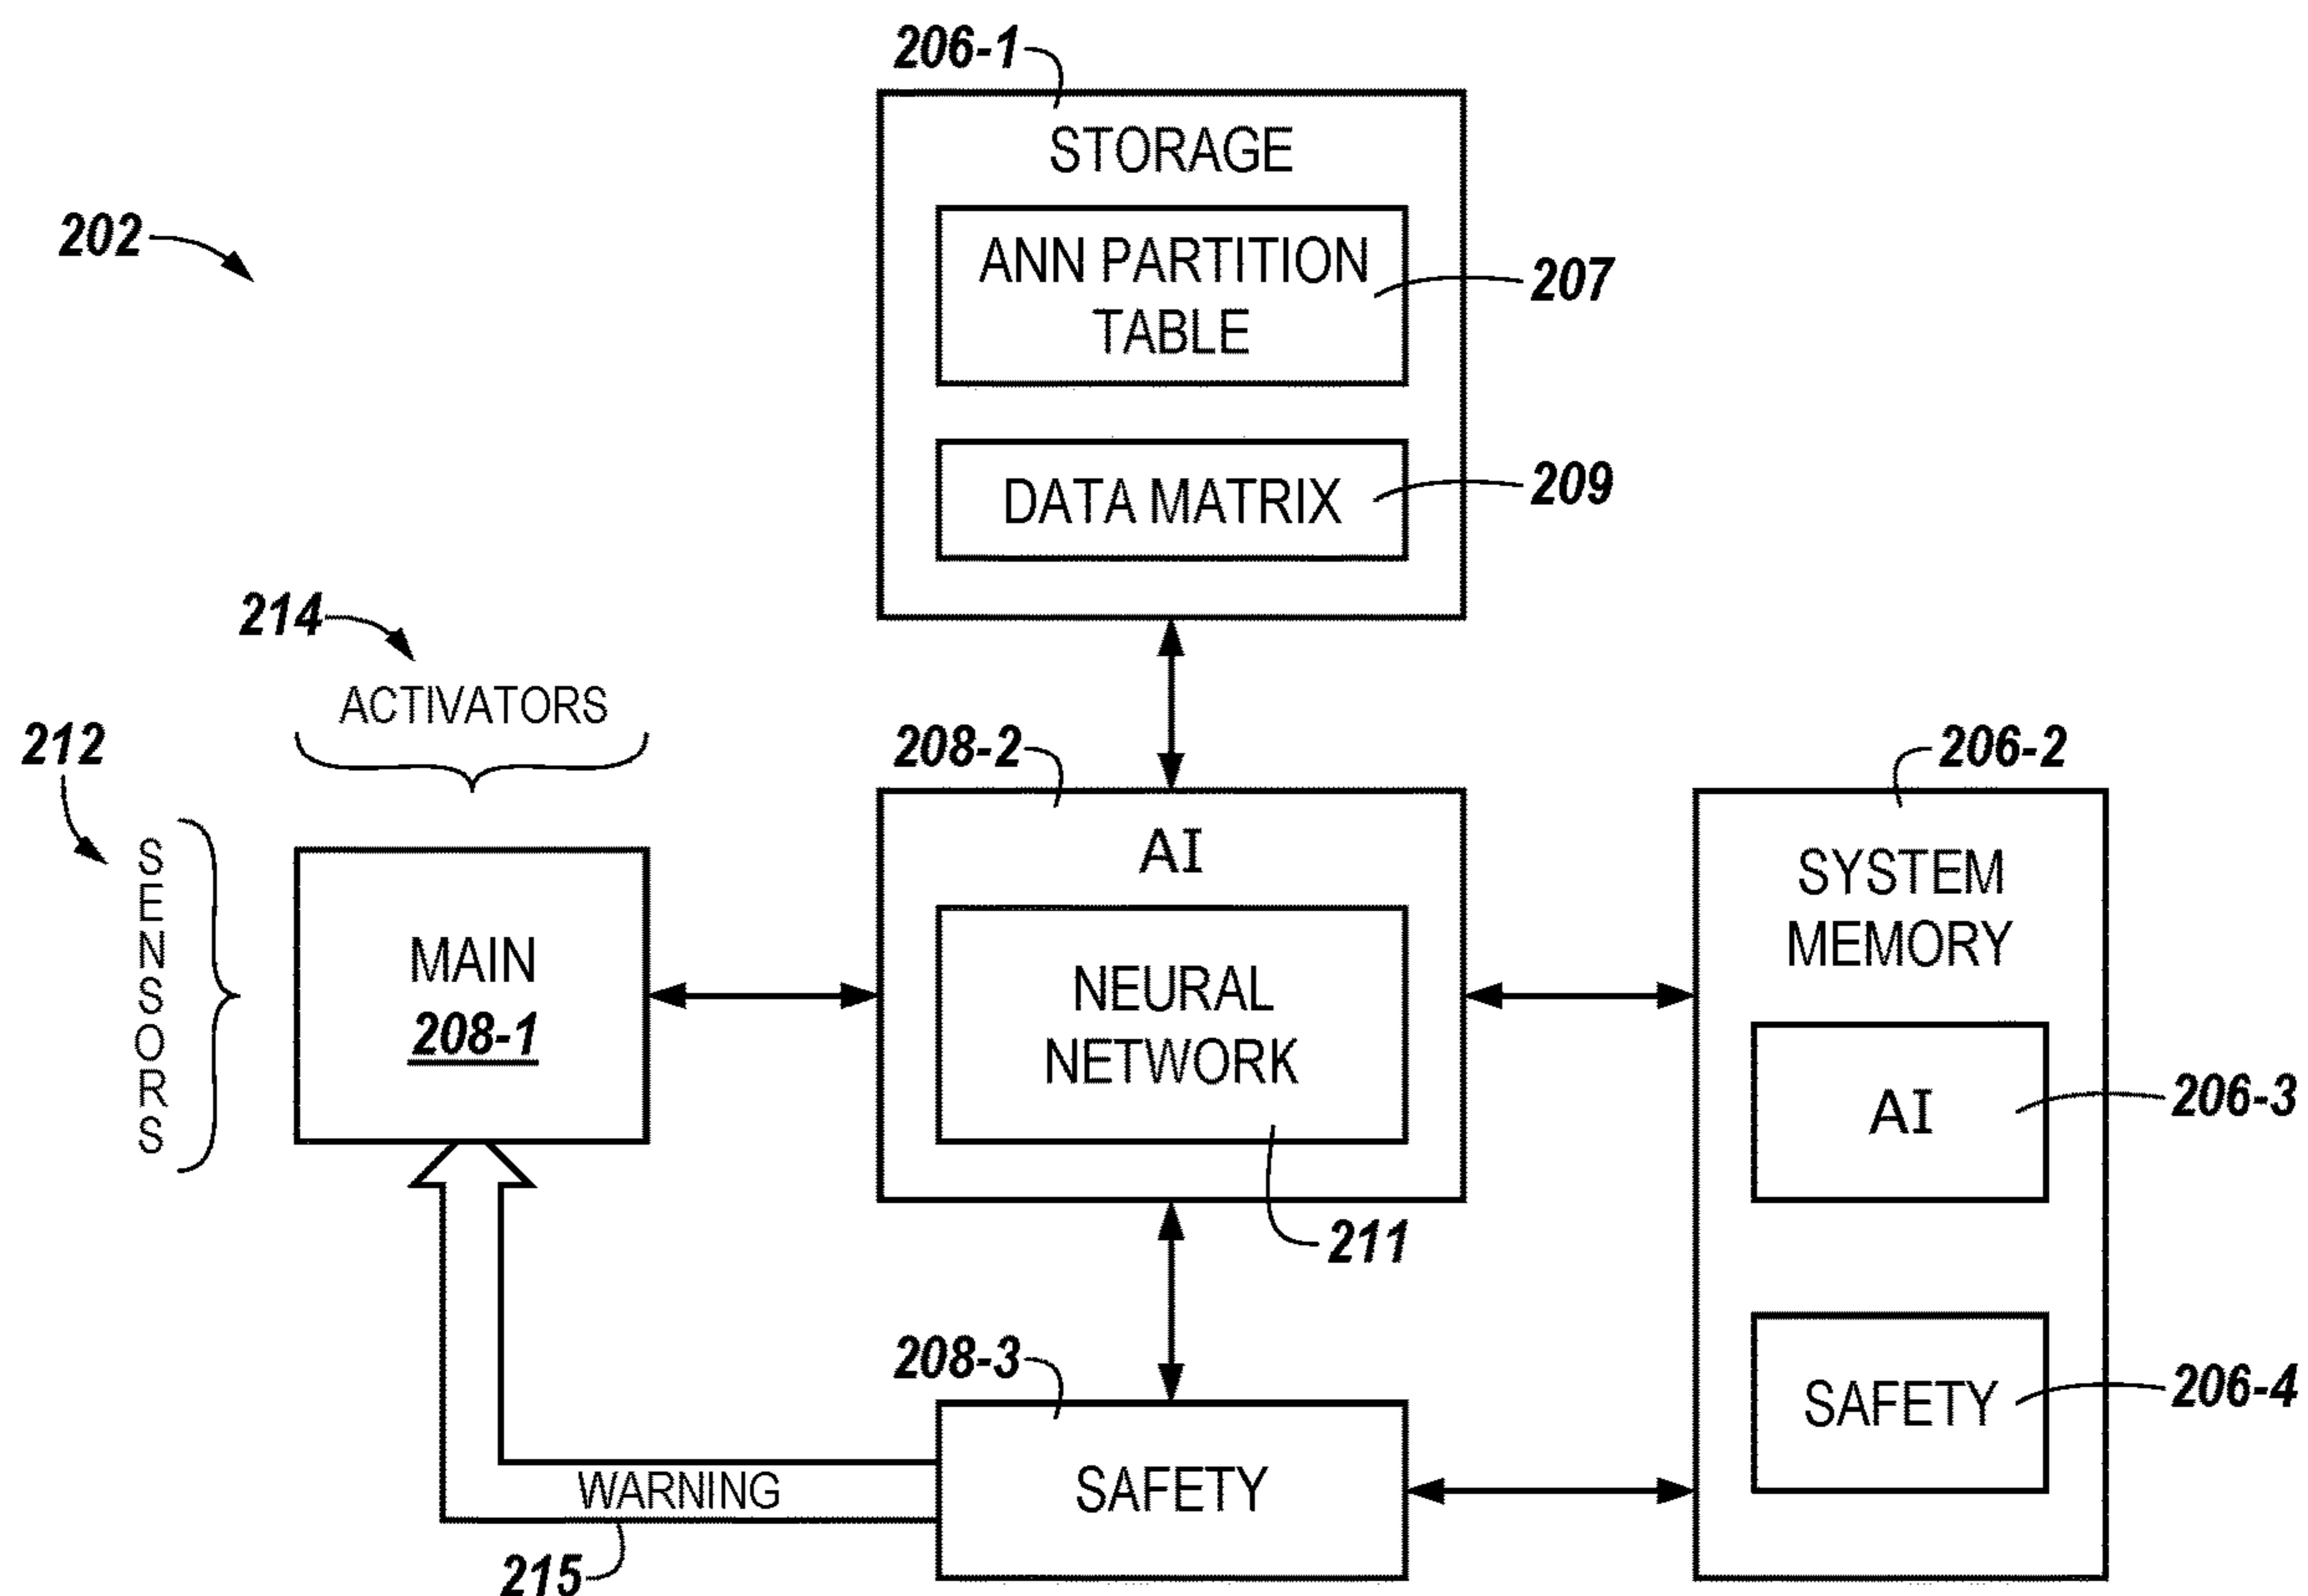 206-1
STORAGE
202
ANN PARTITION
TABLE
207
DATA MATRIX
209
214
ACTIVATORS
212
SENSORS
208-2
206-2
AI
SYSTEM
MEMORY
MAIN
208-1
NEURAL
NETWORK
AI
206-3
211
208-3
SAFETY
206-4
WARNING
SAFETY
215